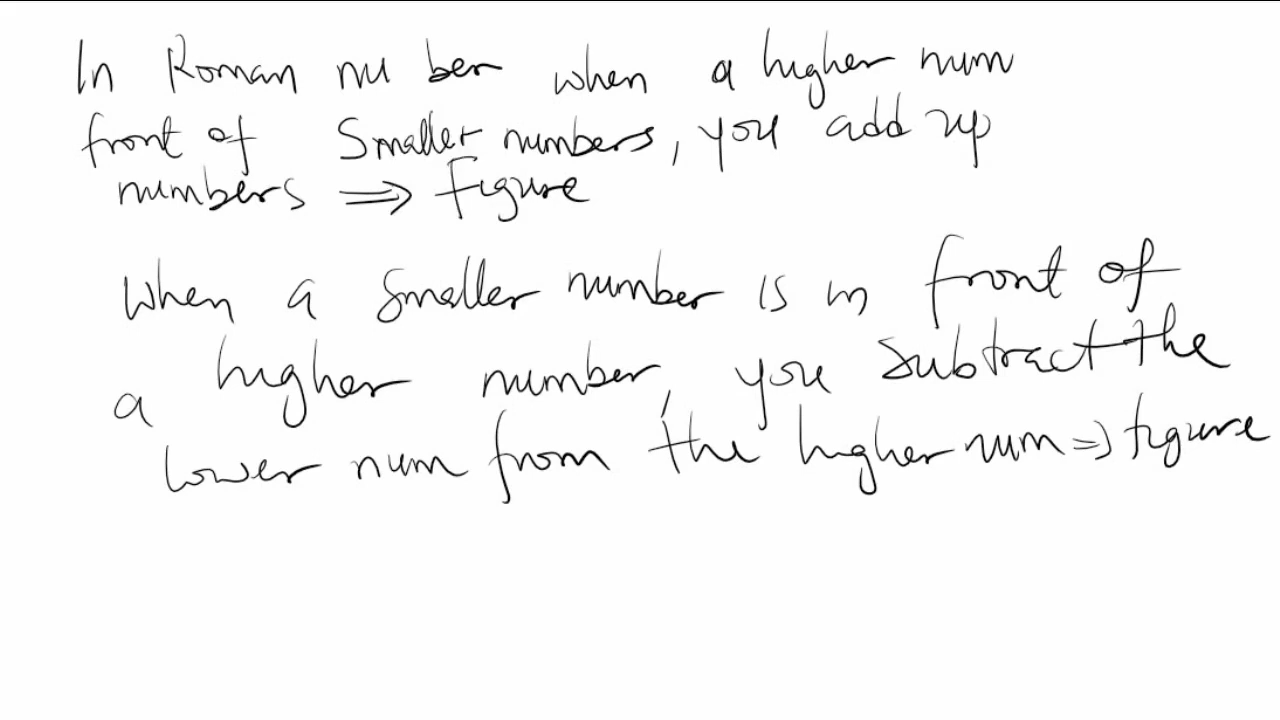 In Roman nu ber when a higher num
front of Smaller numbers, you add up
numbers ⇒ Figure
When a smaller number is in front of
a higher number, you subtract the
lower num from the higher num ⇒ figure